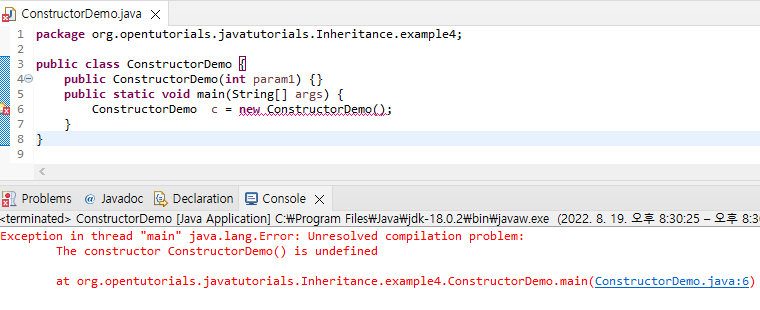 ConstructorDemo.java
1 package org.opentutorials.javatutorials.Inheritance.example4;
2
3 public class ConstructorDemo {
4 public ConstructorDemo(int param1) {}
5 public static void main(String[] args) {
6 ConstructorDemo  c = new ConstructorDemo();
7 }
8 }
9
Problems @ Javadoc Declaration Console
<terminated> ConstructorDemo [Java Application] C:₩Program Files₩Java₩jdk-18.0.2₩bin₩javaw.exe (2022. 8. 19. 오후 8:30:25 – 오후 8:3
Exception in thread "main" java.lang.Error: Unresolved compilation problem:
The constructor ConstructorDemo() is undefined
at org.opentutorials.javatutorials.Inheritance.example4.ConstructorDemo.main(ConstructorDemo.java:6)